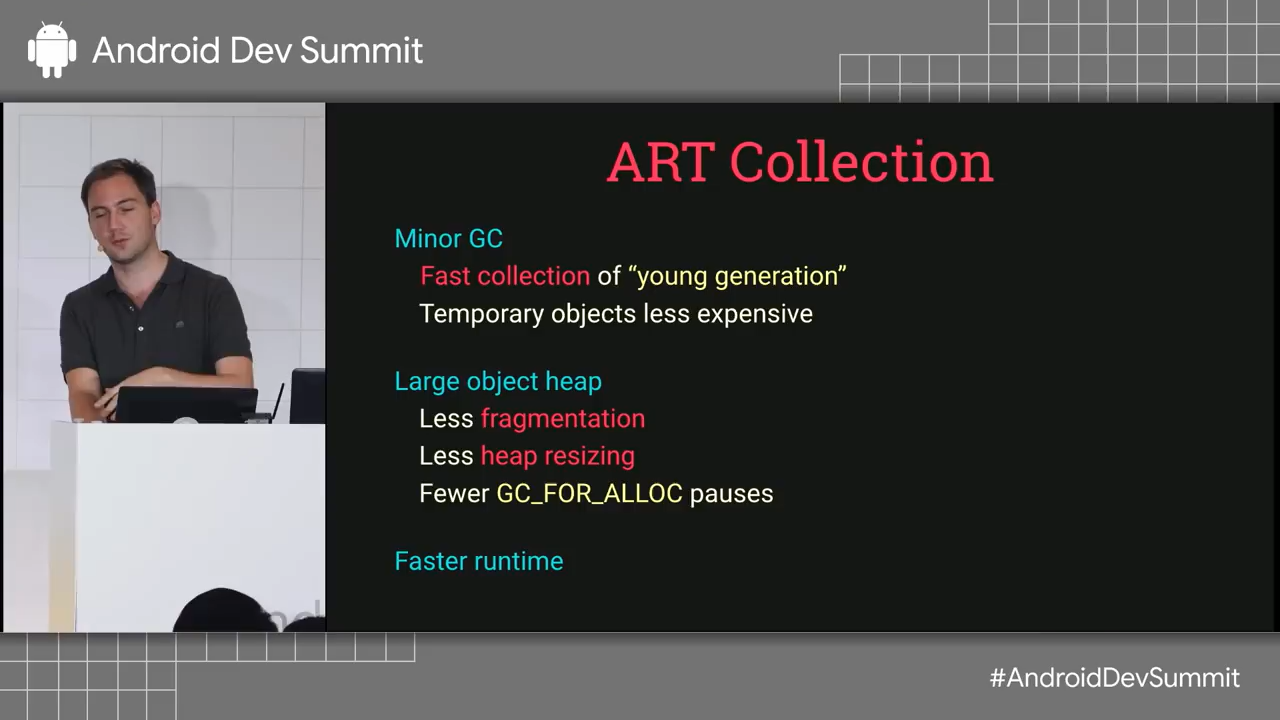 Android Dev Summit
ART Collection
Minor GC
Fast collection of “young generation”
Temporary objects less expensive
Large object heap
Less fragmentation
Less heap resizing
Fewer GC_FOR_ALLOC pauses
Faster runtime
#AndroidDevSummit